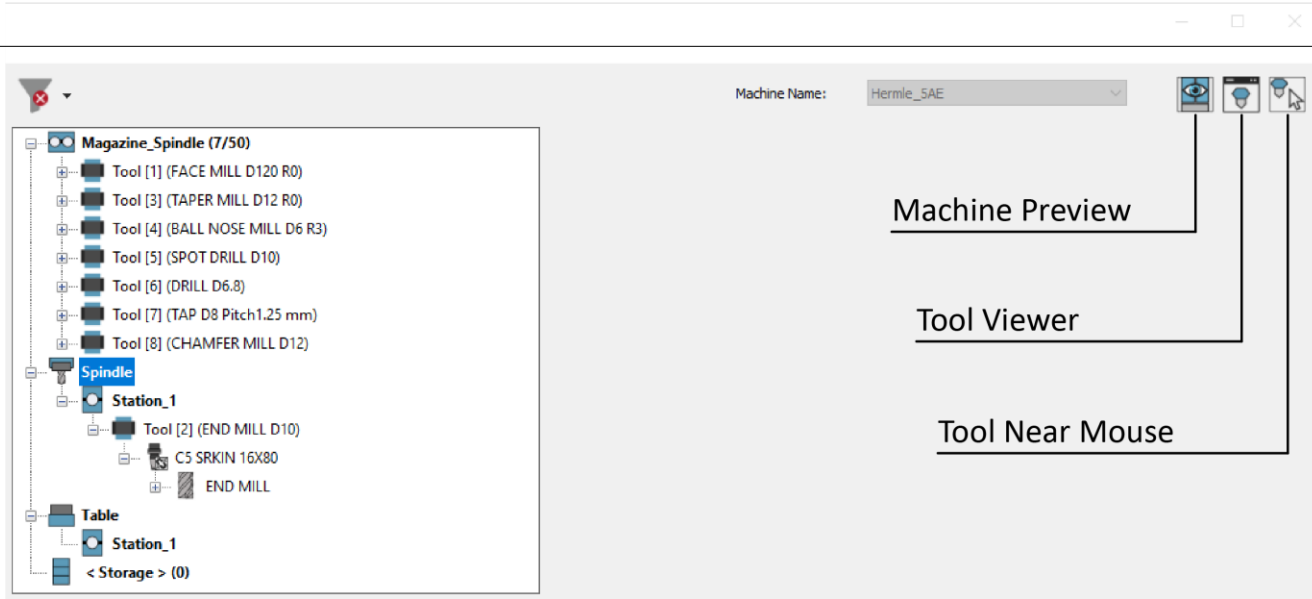 Machine Name: Hermle_5AE
Magazine_Spindle (7/50)
Tool [1] (FACE MILL D120 R0)
Tool [3] (TAPER MILL D12 R0)
Tool [4] (BALL NOSE MILL D6 R3)
Tool [5] (SPOT DRILL D10)
Tool [6] (DRILL D6.8)
Tool [7] (TAP D8 Pitch1.25 mm)
Tool [8] (CHAMFER MILL D12)
Spindle
Station_1
Tool [2] (END MILL D10)
C5 SRKIN 16X80
END MILL
Table
Station_1
< Storage > (0)
Machine Preview
Tool Viewer
Tool Near Mouse